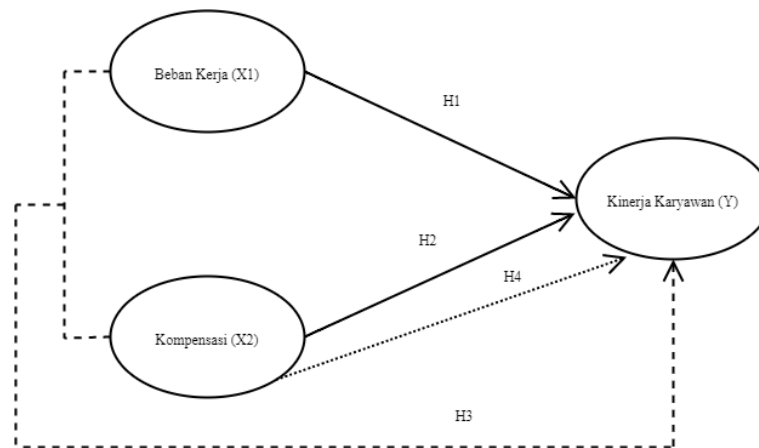 Beban Kerja (X1)
H1
Kinerja Karyawan (Y)
H2
H4
Kompensasi (X2)
H3